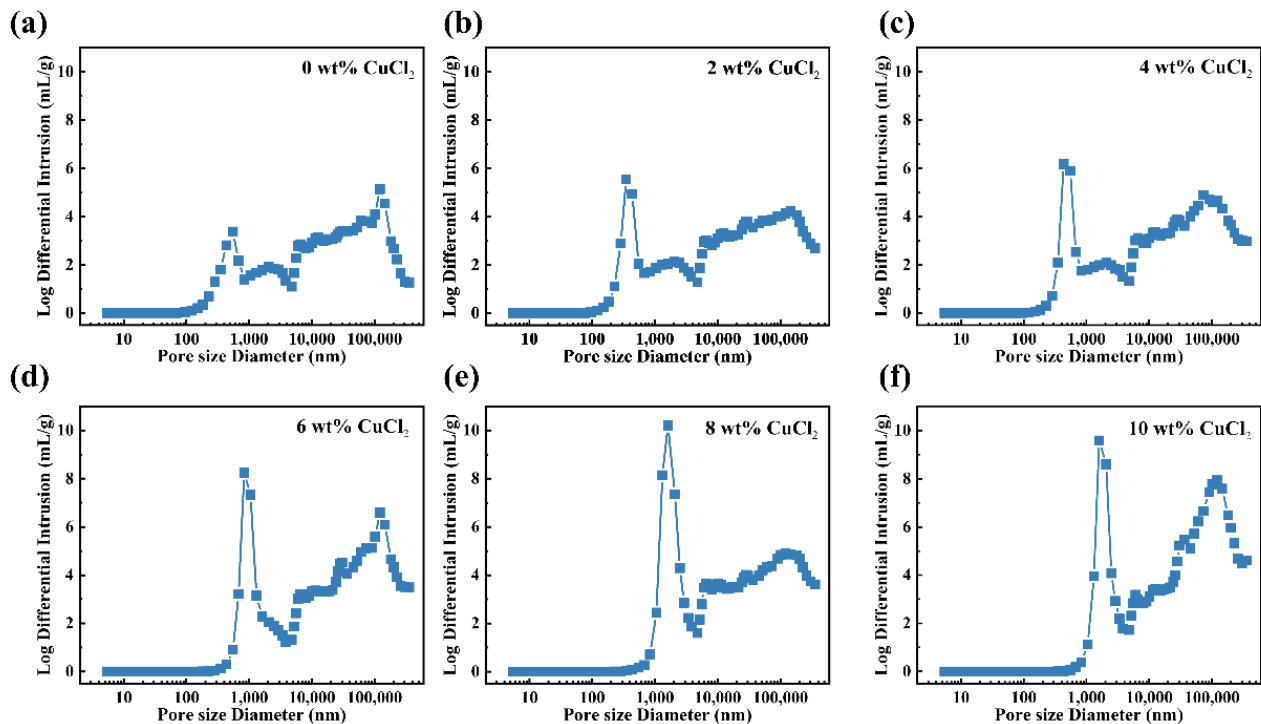 (a)
0 wt% CuCl₂
Log Differential Intrusion (mL/g)
10
8
6
4
2
0
10 100 1,000 10,000 100,000
Pore size Diameter (nm)
(b)
2 wt% CuCl₂
Log Differential Intrusion (mL/g)
10
8
6
4
2
0
10 100 1,000 10,000 100,000
Pore size Diameter (nm)
(c)
4 wt% CuCl₂
Log Differential Intrusion (mL/g)
10
8
6
4
2
0
10 100 1,000 10,000 100,000
Pore size Diameter (nm)
(d)
6 wt% CuCl₂
Log Differential Intrusion (mL/g)
10
8
6
4
2
0
10 100 1,000 10,000 100,000
Pore size Diameter (nm)
(e)
8 wt% CuCl₂
Log Differential Intrusion (mL/g)
10
8
6
4
2
0
10 100 1,000 10,000 100,000
Pore size Diameter (nm)
(f)
10 wt% CuCl₂
Log Differential Intrusion (mL/g)
10
8
6
4
2
0
10 100 1,000 10,000 100,000
Pore size Diameter (nm)